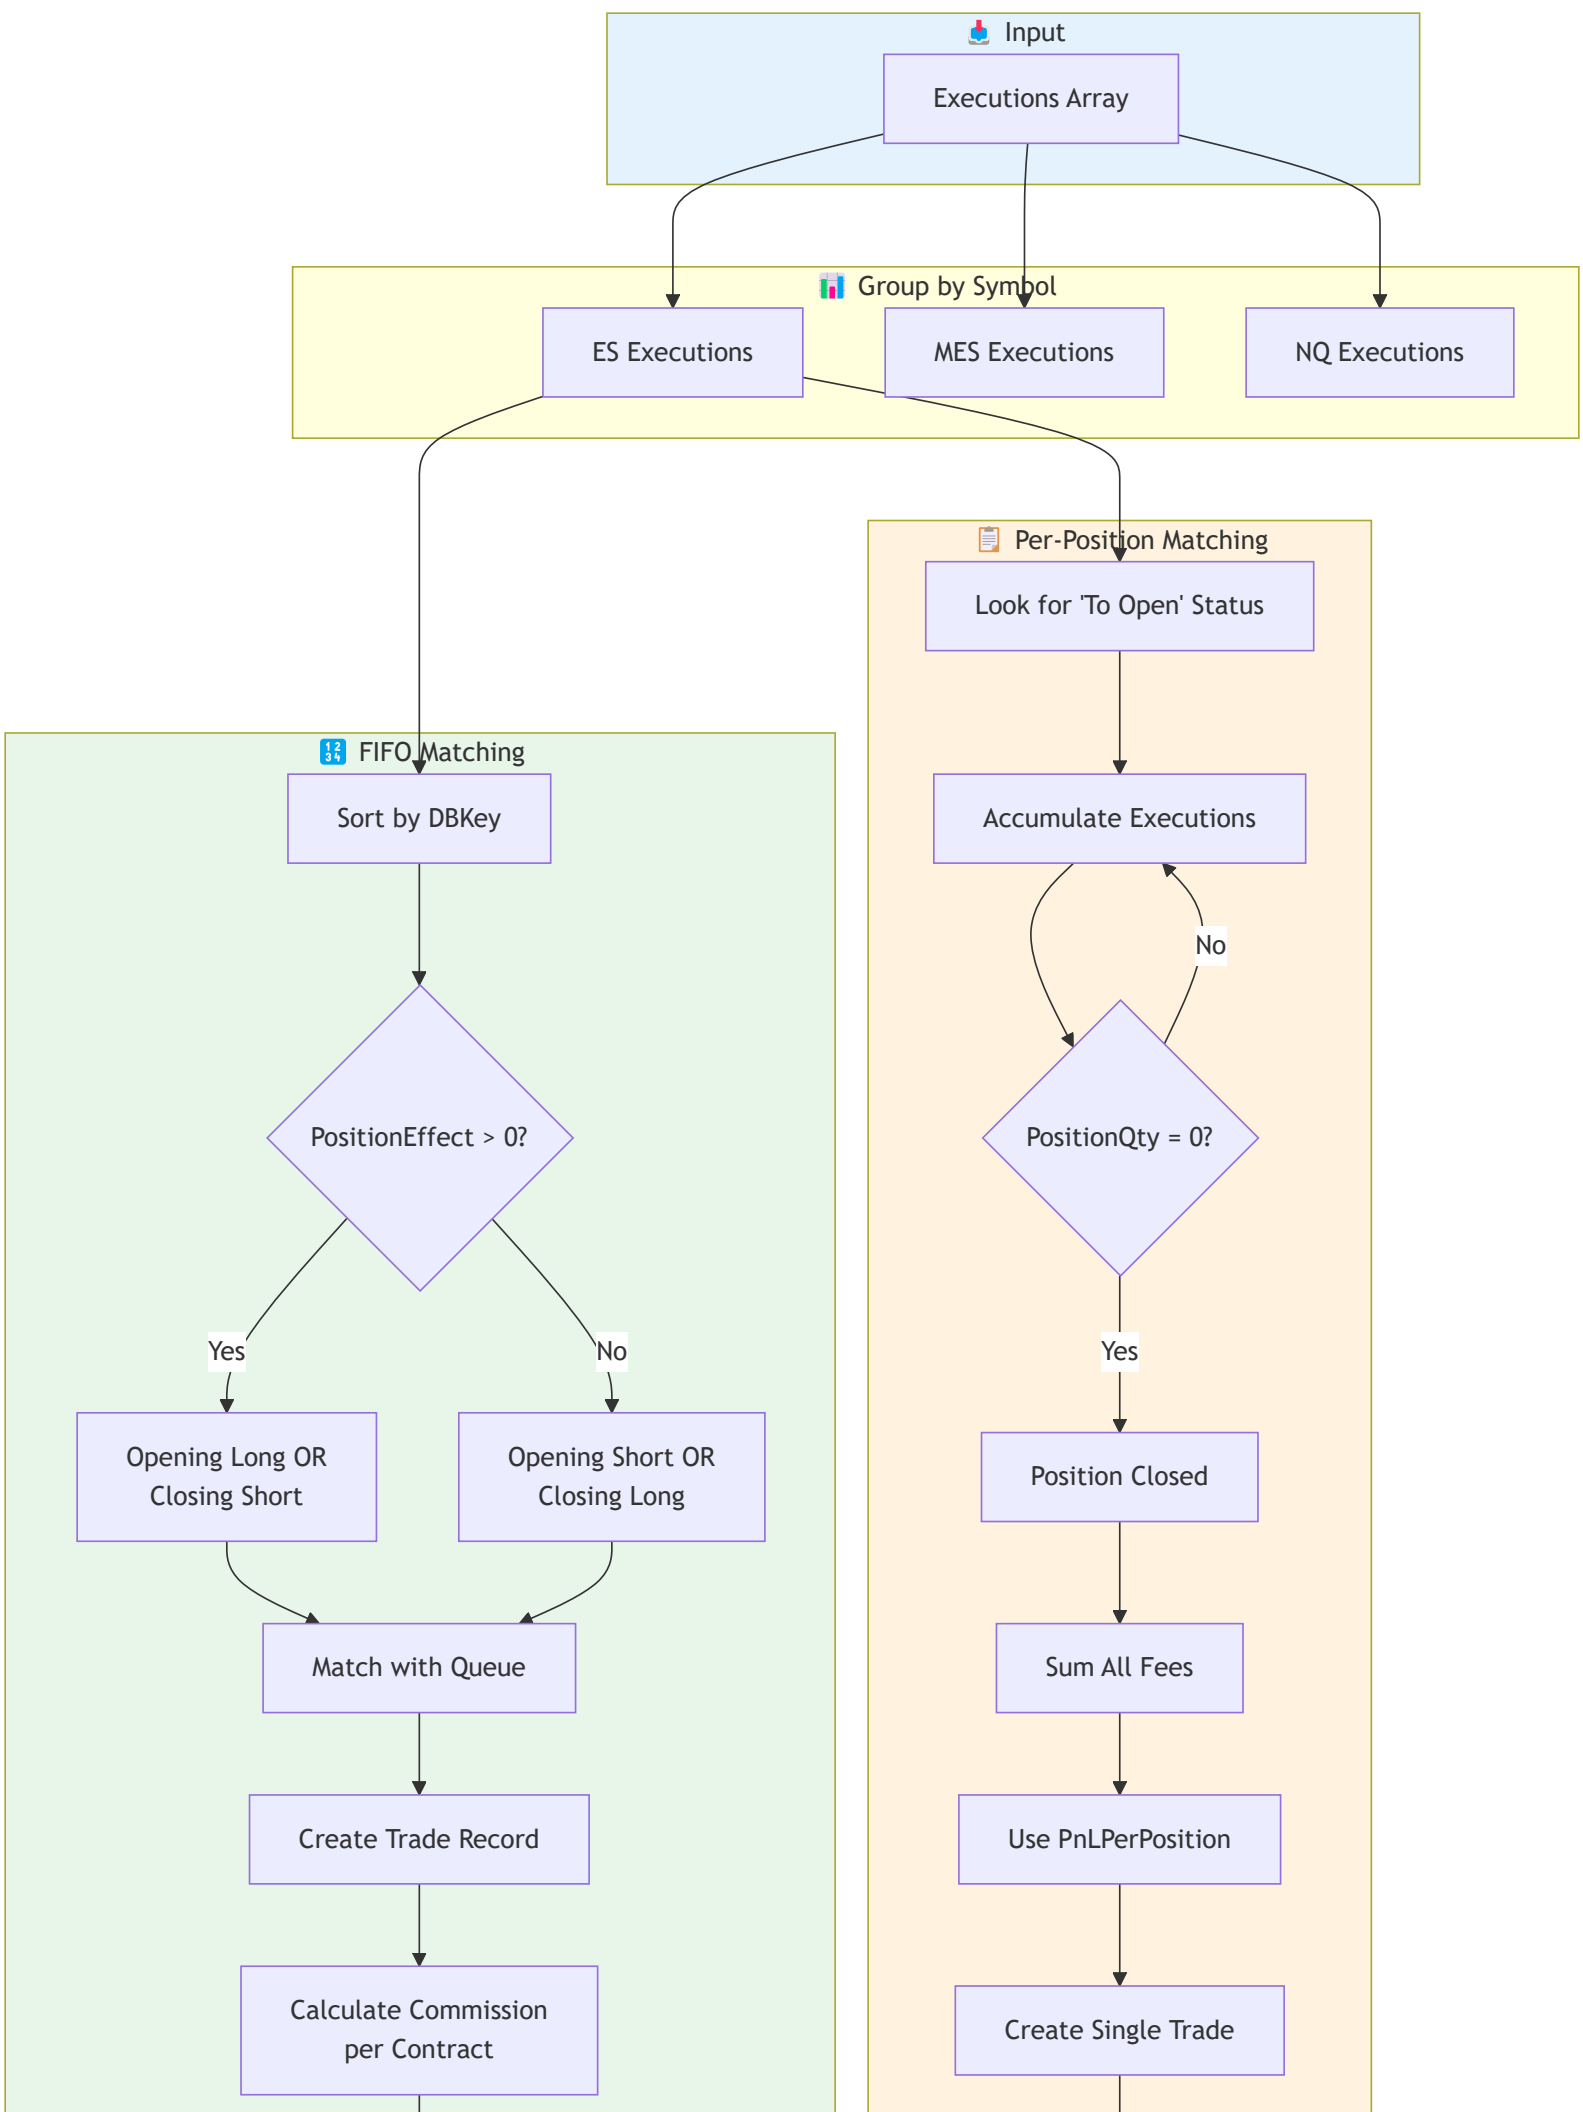 Input
Executions Array
Group by Symbol
ES Executions
MES Executions
NQ Executions
Per-Position Matching
Look for 'To Open' Status
FIFO Matching
Sort by DBKey
Accumulate Executions
No
PositionEffect > 0?
PositionQty = 0?
Yes
No
Yes
Opening Long OR
Closing Short
Opening Short OR
Closing Long
Position Closed
Match with Queue
Sum All Fees
Create Trade Record
Use PnLPerPosition
Calculate Commission
per Contract
Create Single Trade